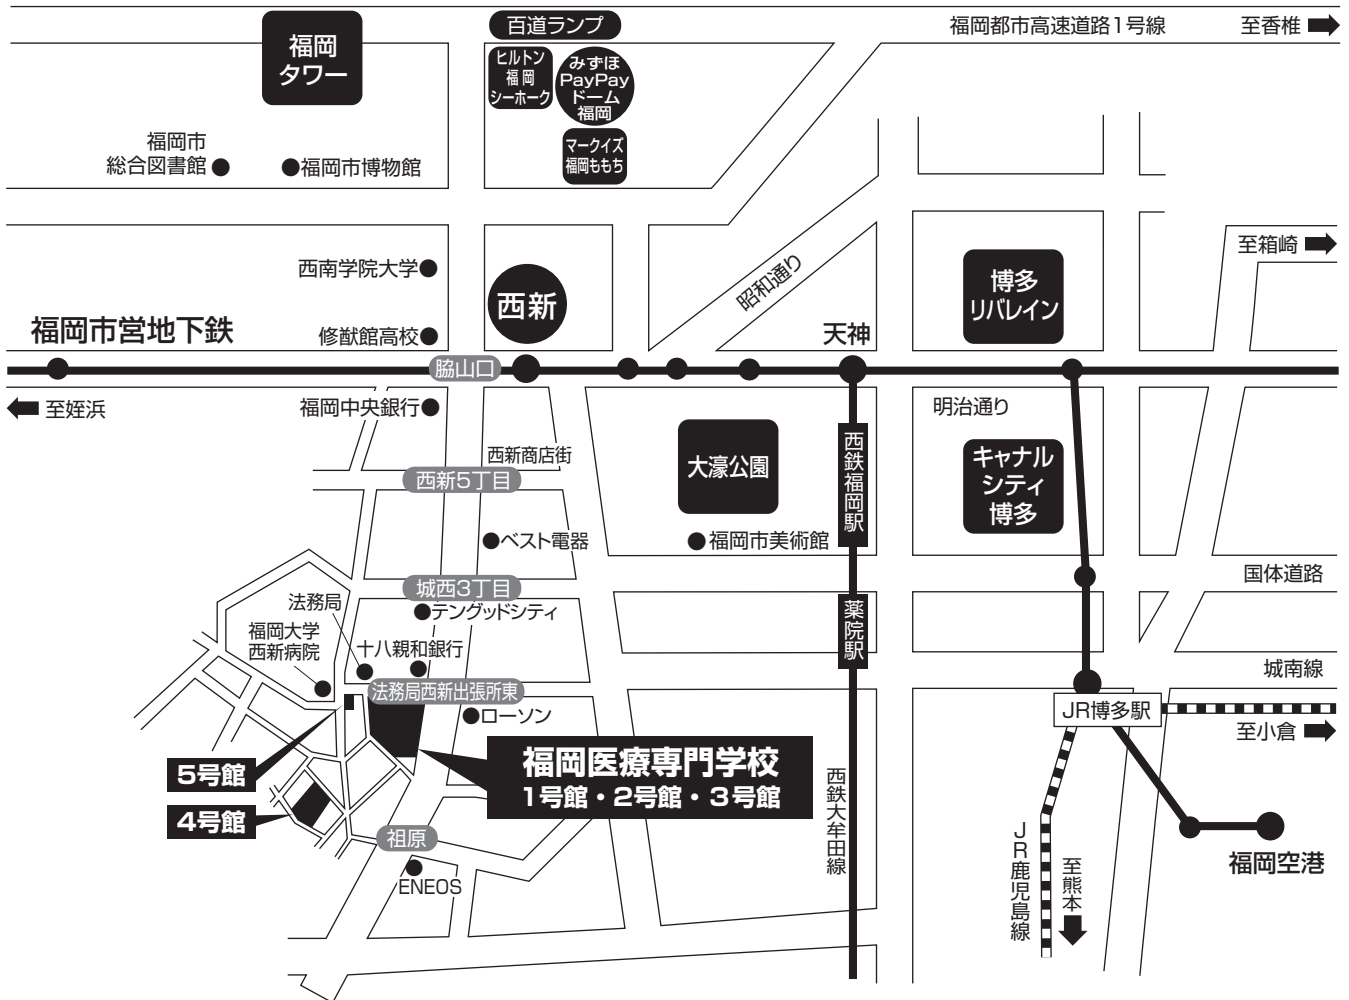 福岡都市高速道路1号線
至香椎
百道ランプ
福岡
タワー
ヒルトン
福岡
シーホーク
みずほ
PayPay
ドーム
福岡
マークイズ
福岡ももち
福岡市
総合図書館
福岡市博物館
西南学院大学
西新
昭和通り
博多
リバレイン
至箱崎
福岡市営地下鉄
修猷館高校
天神
脇山口
至姪浜
福岡中央銀行
明治通り
西新商店街
西新5丁目
大濠公園
西鉄福岡駅
キャナル
シティ
博多
ベスト電器
福岡市美術館
国体道路
城西3丁目
テングッドシティ
法務局
福岡大学
西新病院
十八親和銀行
薬院駅
城南線
法務局西新出張所東
ローソン
JR博多駅
至小倉
福岡医療専門学校
1号館・2号館・3号館
5号館
4号館
西鉄大牟田線
祖原
ENEOS
JR鹿児島線
至熊本
福岡空港